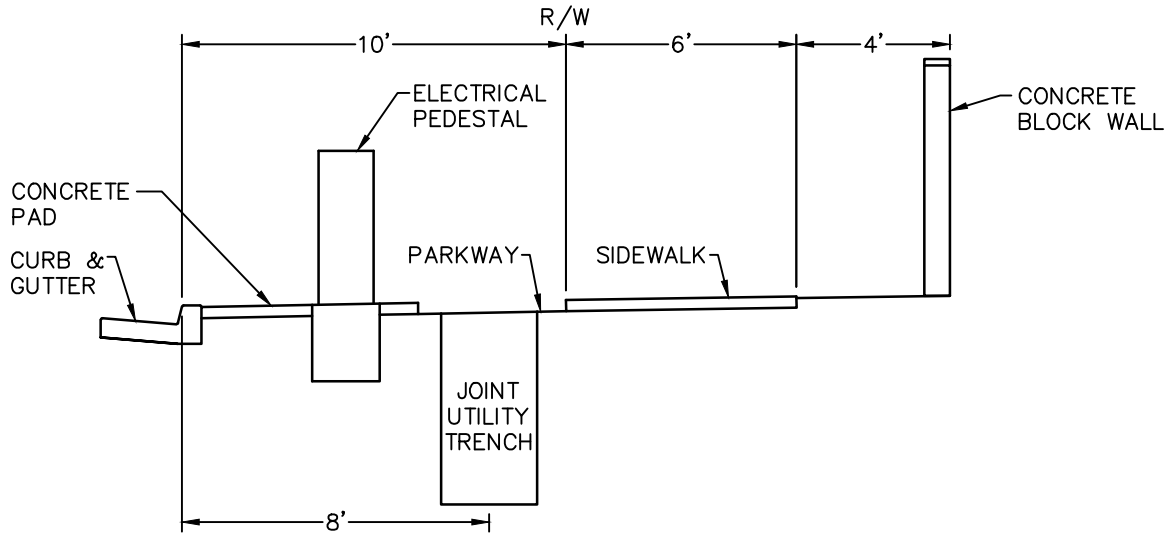 R/W
10'
6'
4'
ELECTRICAL
PEDESTAL
CONCRETE
BLOCK WALL
CONCRETE
PAD
CURB &
GUTTER
PARKWAY
SIDEWALK
JOINT
UTILITY
TRENCH
8'